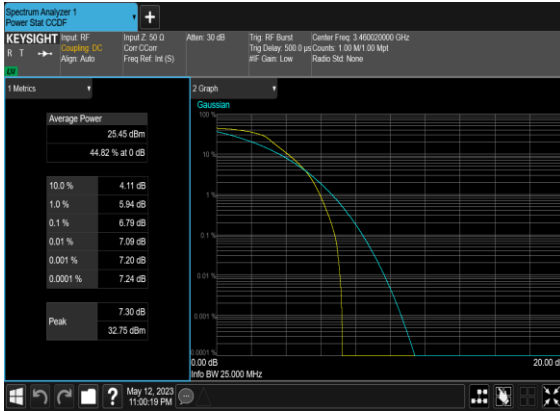 Spectrum Analyzer 1
Power Stat CCDF
KEYSIGHT
R T
Input: RF
Coupling: DC
Align: Auto
Input Z: 50 Ω
Corr CCorr
Freq Ref: Int (S)
Atten: 30 dB
Trig: RF Burst
Trig Delay: 500.0 µs
#IF Gain: Low
Center Freq: 3.460020000 GHz
Counts: 1.00 M/1.00 Mpt
Radio Std: None
1 Metrics
Average Power
25.45 dBm
44.82 % at 0 dB
10.0 % 4.11 dB
1.0 % 5.94 dB
0.1 % 6.79 dB
0.01 % 7.09 dB
0.001 % 7.20 dB
0.0001 % 7.24 dB
Peak
7.30 dB
32.75 dBm
2 Graph
Gaussian
100 %
10 %
1 %
0.1 %
0.01 %
0.001 %
0.0001 %
0.00 dB
20.00 d
Info BW 25.000 MHz
?
May 12, 2023
11:00:19 PM